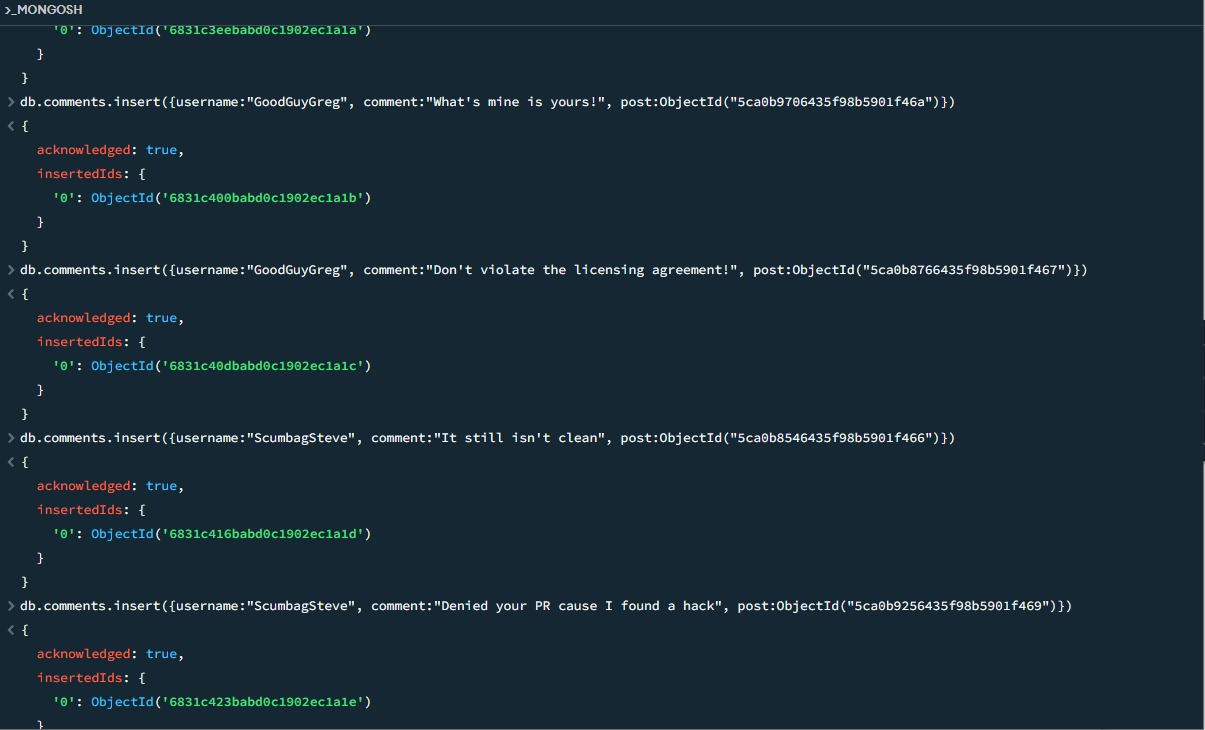 >_MONGOSH
'0': ObjectId('6831c3eebabd0c1902ec1a1a')
}
}
> db.comments.insert({username:"GoodGuyGreg", comment:"What's mine is yours!", post:ObjectId("5ca0b9706435f98b5901f46a")})
< {
acknowledged: true,
insertedIds: {
'0': ObjectId('6831c400babd0c1902ec1a1b')
}
}
> db.comments.insert({username:"GoodGuyGreg", comment:"Don't violate the licensing agreement!", post:ObjectId("5ca0b8766435f98b5901f467")})
< {
acknowledged: true,
insertedIds: {
'0': ObjectId('6831c40dbabd0c1902ec1a1c')
}
}
> db.comments.insert({username:"ScumbagSteve", comment:"It still isn't clean", post:ObjectId("5ca0b8546435f98b5901f466")})
< {
acknowledged: true,
insertedIds: {
'0': ObjectId('6831c416babd0c1902ec1a1d')
}
}
> db.comments.insert({username:"ScumbagSteve", comment:"Denied your PR cause I found a hack", post:ObjectId("5ca0b9256435f98b5901f469")})
< {
acknowledged: true,
insertedIds: {
'0': ObjectId('6831c423babd0c1902ec1a1e')
}